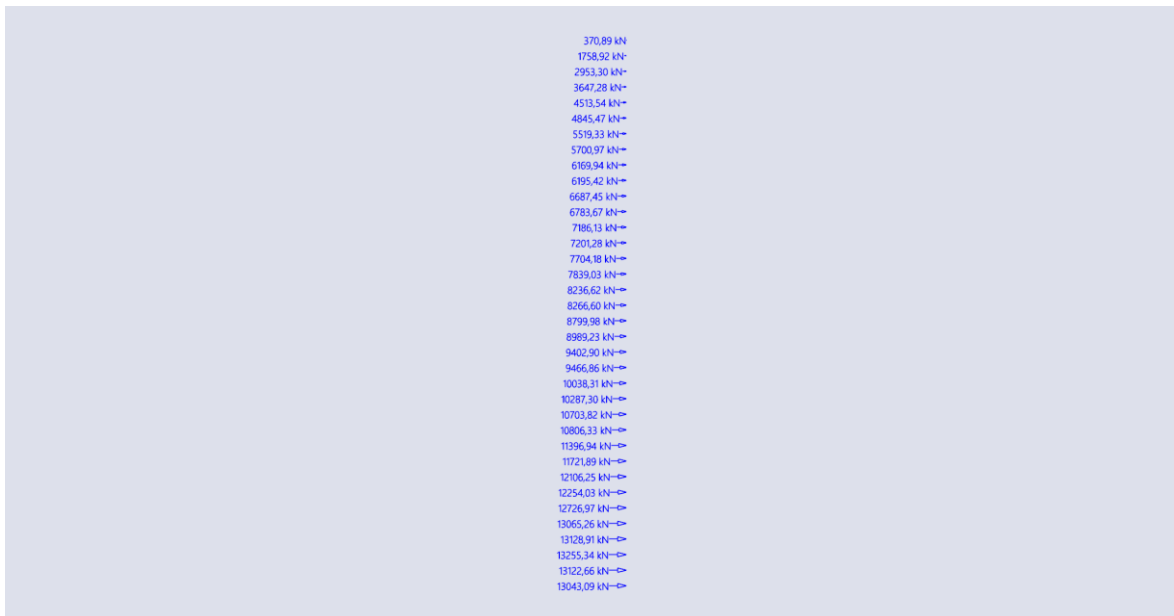 370,89 kN
1758,92 kN
2953,30 kN
3647,28 kN
4513,54 kN
4845,47 kN
5519,33 kN
5700,97 kN
6169,94 kN
6195,42 kN
6687,45 kN
6783,67 kN
7186,13 kN
7201,28 kN
7704,18 kN
7839,03 kN
8236,62 kN
8266,60 kN
8799,98 kN
8989,23 kN
9402,90 kN
9466,86 kN
10038,31 kN
10287,30 kN
10703,82 kN
10806,33 kN
11396,94 kN
11721,89 kN
12106,25 kN
12254,03 kN
12726,97 kN
13065,26 kN
13128,91 kN
13255,34 kN
13122,66 kN
13043,09 kN